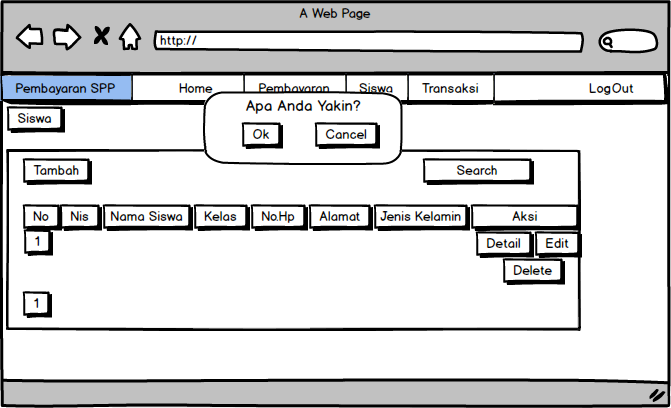 A Web Page
http://
Pembayaran SPP Home Pembayaran Siswa Transaksi LogOut
Apa Anda Yakin?
Siswa
Ok Cancel
Tambah Search
No Nis Nama Siswa Kelas No.Hp Alamat Jenis Kelamin Aksi
1 Detail Edit
Delete
1